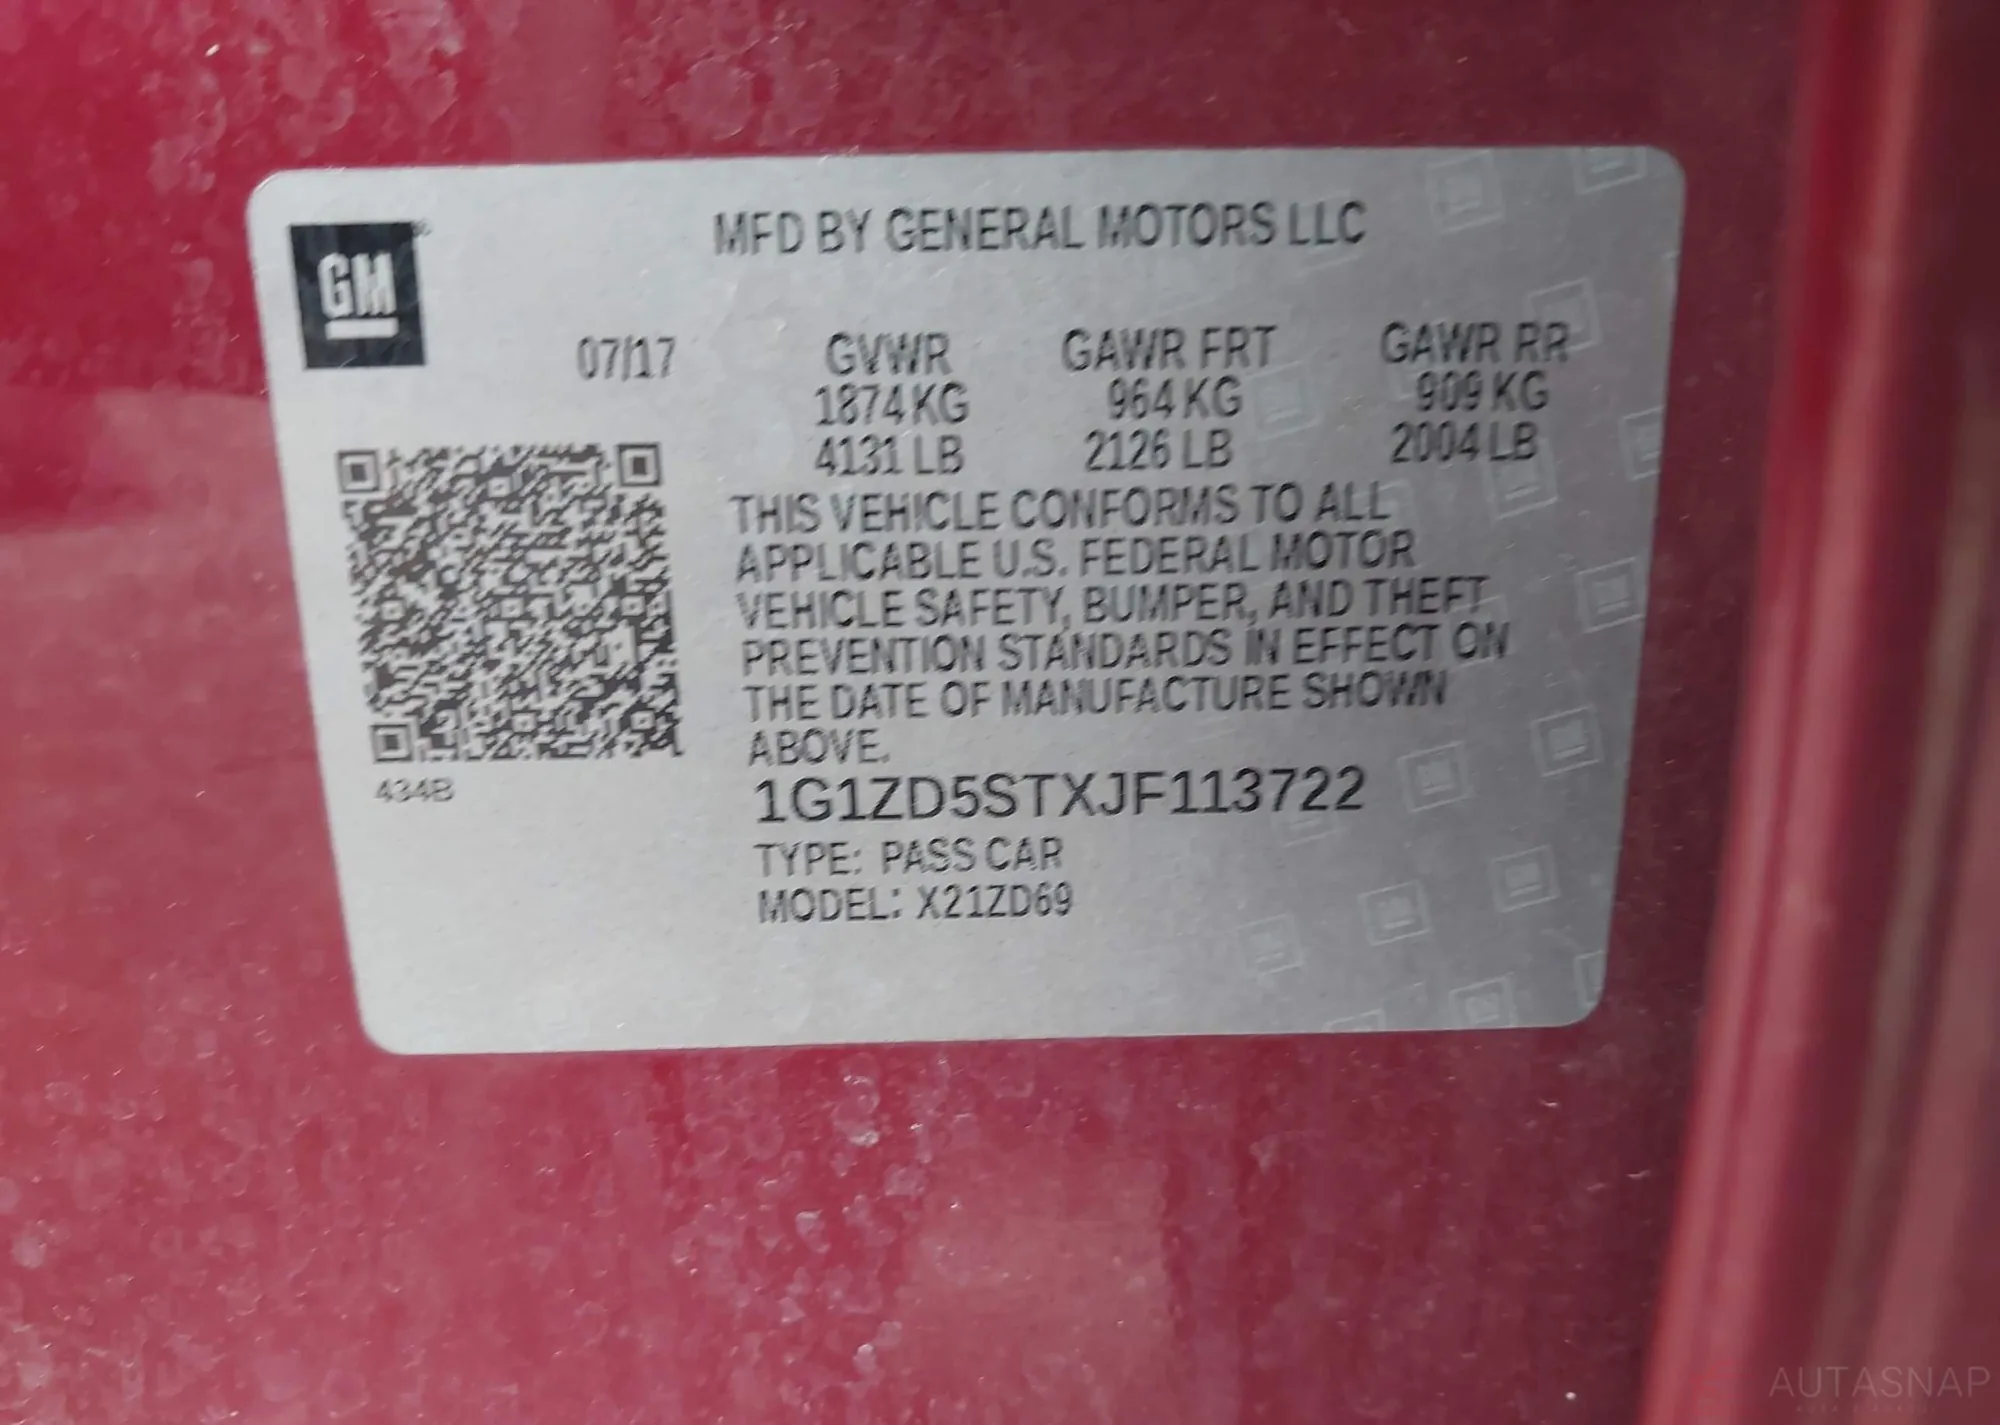 GM
MFD BY GENERAL MOTORS LLC
07/17
GVWR GAWR FRT GAWR RR
1874 KG 964 KG 909 KG
4131 LB 2126 LB 2004 LB
THIS VEHICLE CONFORMS TO ALL
APPLICABLE U.S. FEDERAL MOTOR
VEHICLE SAFETY, BUMPER, AND THEFT
PREVENTION STANDARDS IN EFFECT ON
THE DATE OF MANUFACTURE SHOWN
ABOVE.
434B
1G1ZD5STXJF113722
TYPE: PASS CAR
MODEL: X21ZD69
AUTASNAP